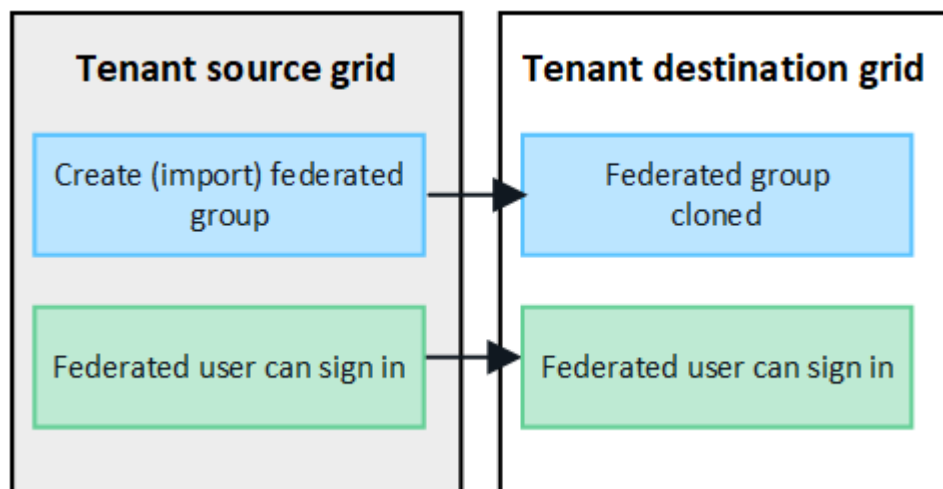 Tenant source grid
Create (import) federated
group
Federated user can sign in
Tenant destination grid
Federated group
cloned
Federated user can sign in